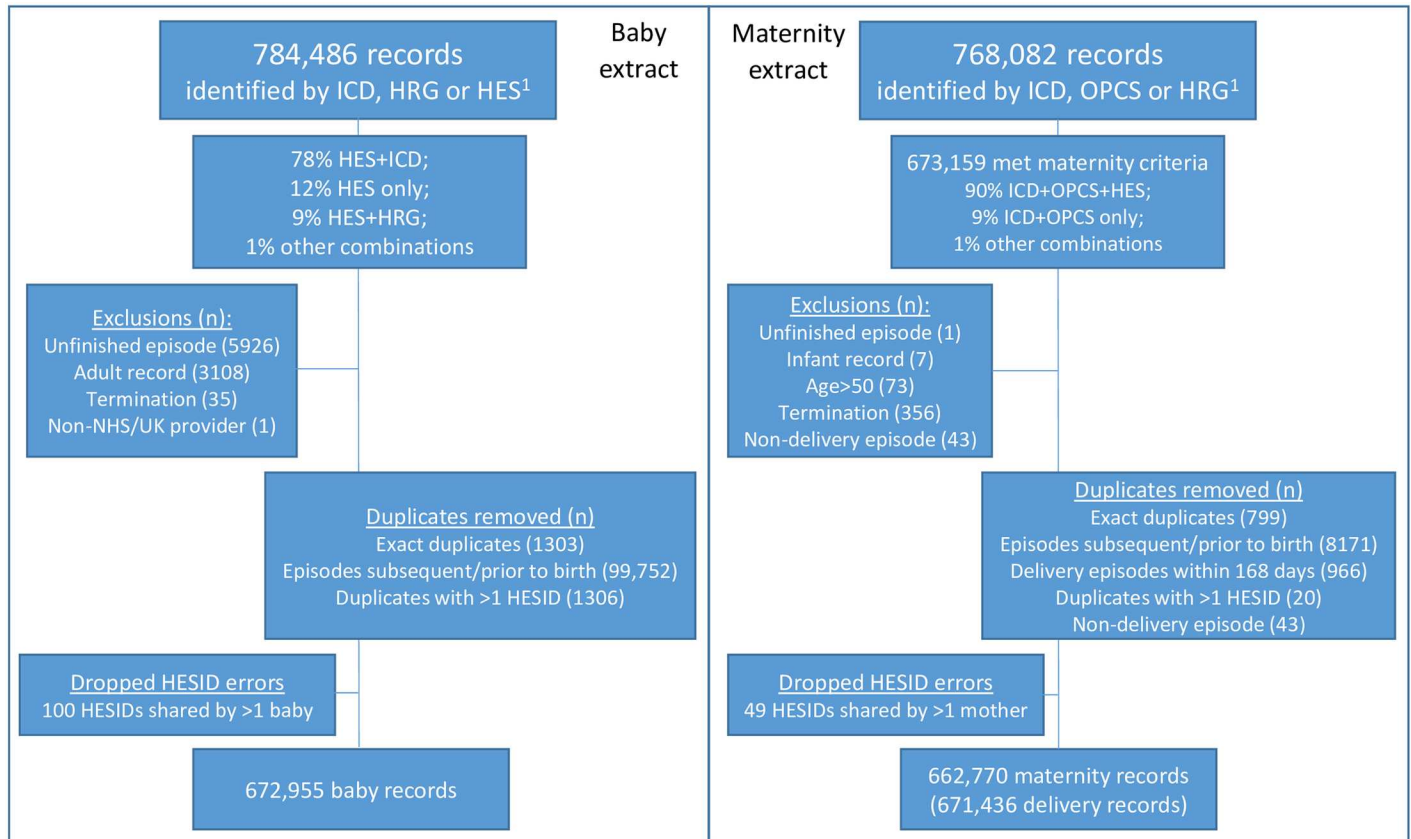 Baby
extract
784,486 records
identified by ICD, HRG or HES¹
78% HES+ICD;
12% HES only;
9% HES+HRG;
1% other combinations
Exclusions (n):
Unfinished episode (5926)
Adult record (3108)
Termination (35)
Non-NHS/UK provider (1)
Duplicates removed (n)
Exact duplicates (1303)
Episodes subsequent/prior to birth (99,752)
Duplicates with >1 HESID (1306)
Dropped HESID errors
100 HESIDs shared by >1 baby
672,955 baby records
Maternity
extract
768,082 records
identified by ICD, OPCS or HRG¹
673,159 met maternity criteria
90% ICD+OPCS+HES;
9% ICD+OPCS only;
1% other combinations
Exclusions (n):
Unfinished episode (1)
Infant record (7)
Age>50 (73)
Termination (356)
Non-delivery episode (43)
Duplicates removed (n)
Exact duplicates (799)
Episodes subsequent/prior to birth (8171)
Delivery episodes within 168 days (966)
Duplicates with >1 HESID (20)
Non-delivery episode (43)
Dropped HESID errors
49 HESIDs shared by >1 mother
662,770 maternity records
(671,436 delivery records)